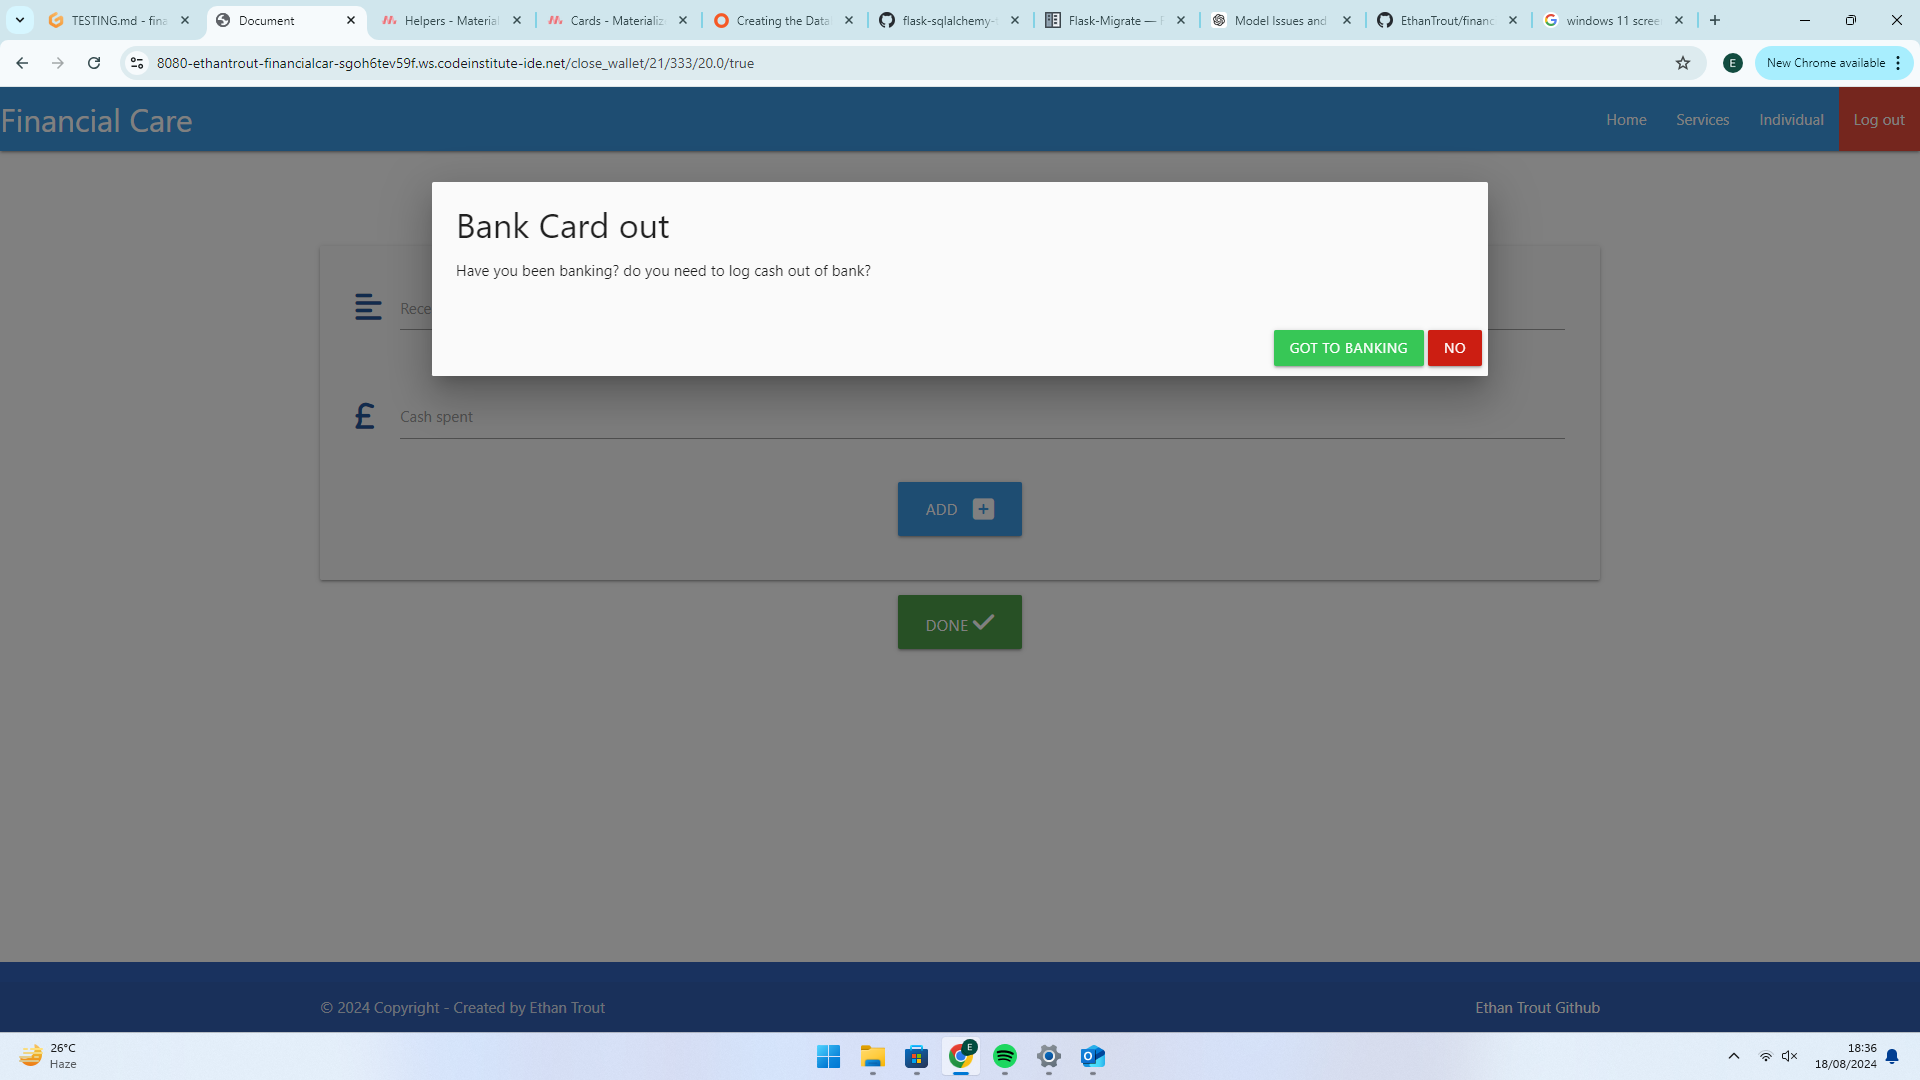 TESTING.md - fina
Document
Helpers - Material
Cards - Materializ
Creating the Data
flask-sqlalchemy-
Flask-Migrate —
Model Issues and
EthanTrout/financ
windows 11 scree
8080-ethantrout-financialcar-sgoh6tev59f.ws.codeinstitute-ide.net/close_wallet/21/333/20.0/true
E
New Chrome available
Financial Care
Home
Services
Individual
Log out
Bank Card out
Have you been banking? do you need to log cash out of bank?
Rece
GOT TO BANKING
NO
£
Cash spent
ADD
DONE
© 2024 Copyright - Created by Ethan Trout
Ethan Trout Github
26°C
Haze
E
18:36
18/08/2024